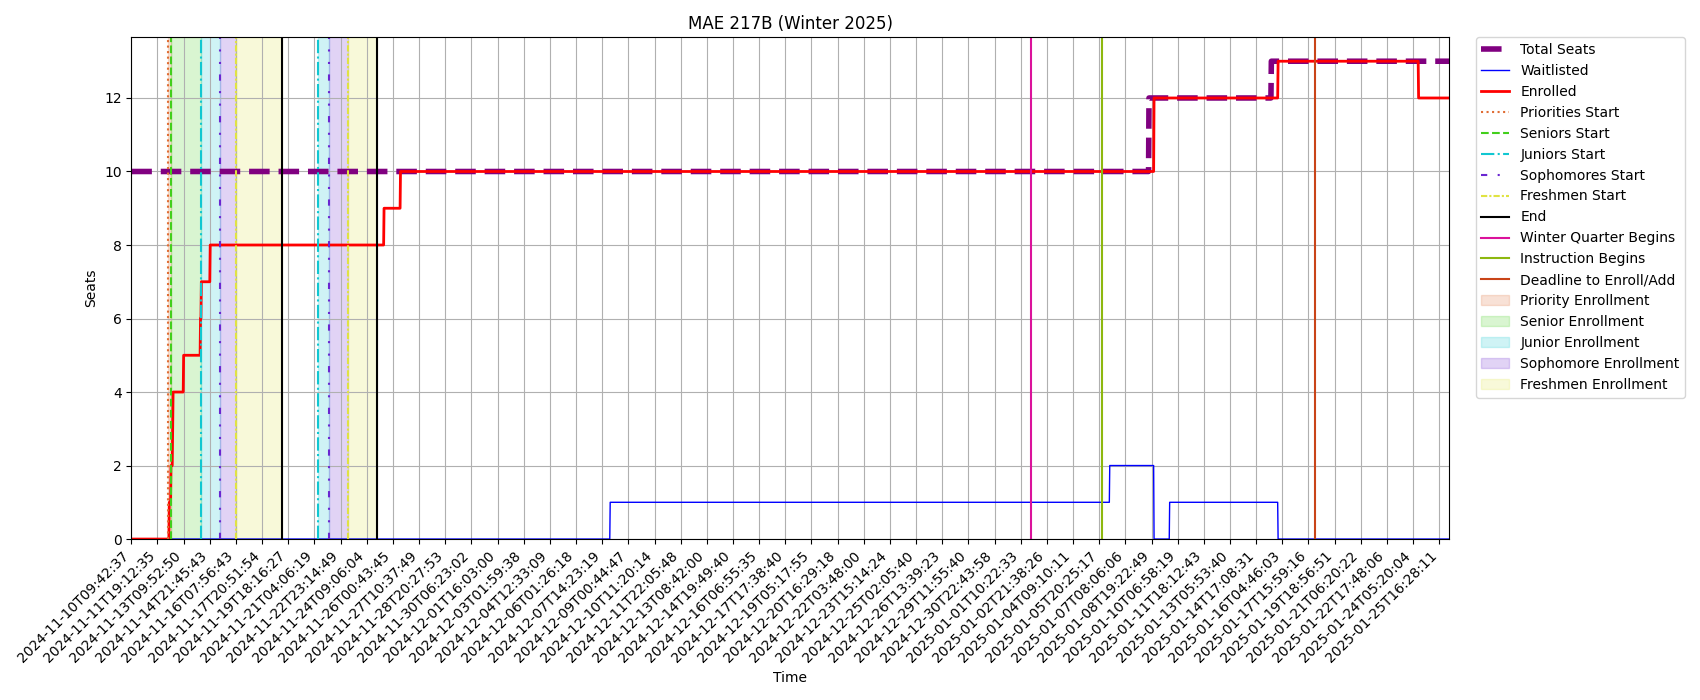 MAE 217B (Winter 2025)
Seats
12
10
8
6
4
2
0
2024-11-10T09:42:37
2024-11-11T19:12:35
2024-11-13T09:52:50
2024-11-14T21:45:43
2024-11-16T07:56:43
2024-11-17T20:51:54
2024-11-19T18:16:27
2024-11-21T04:06:19
2024-11-22T23:14:49
2024-11-24T09:06:04
2024-11-26T00:43:45
2024-11-27T10:37:49
2024-11-28T20:27:53
2024-11-30T06:23:02
2024-12-01T16:03:00
2024-12-03T01:59:38
2024-12-04T12:33:09
2024-12-06T01:26:18
2024-12-07T14:23:19
2024-12-09T00:44:47
2024-12-10T11:20:14
2024-12-11T22:05:48
2024-12-13T08:42:00
2024-12-14T19:49:40
2024-12-16T06:55:35
2024-12-17T17:38:40
2024-12-19T05:17:55
2024-12-20T16:29:18
2024-12-22T03:48:00
2024-12-23T15:14:24
2024-12-25T02:05:40
2024-12-26T13:39:23
2024-12-29T11:55:40
2024-12-30T22:43:58
2025-01-01T10:22:33
2025-01-02T21:38:26
2025-01-04T09:10:11
2025-01-05T20:25:17
2025-01-07T08:06:06
2025-01-08T19:22:49
2025-01-10T06:58:19
2025-01-11T18:12:43
2025-01-13T05:53:40
2025-01-14T17:08:31
2025-01-16T04:46:03
2025-01-17T15:59:16
2025-01-19T18:56:51
2025-01-21T06:20:22
2025-01-22T17:48:06
2025-01-24T05:20:04
2025-01-25T16:28:11
Time
Total Seats
Waitlisted
Enrolled
Priorities Start
Seniors Start
Juniors Start
Sophomores Start
Freshmen Start
End
Winter Quarter Begins
Instruction Begins
Deadline to Enroll/Add
Priority Enrollment
Senior Enrollment
Junior Enrollment
Sophomore Enrollment
Freshmen Enrollment